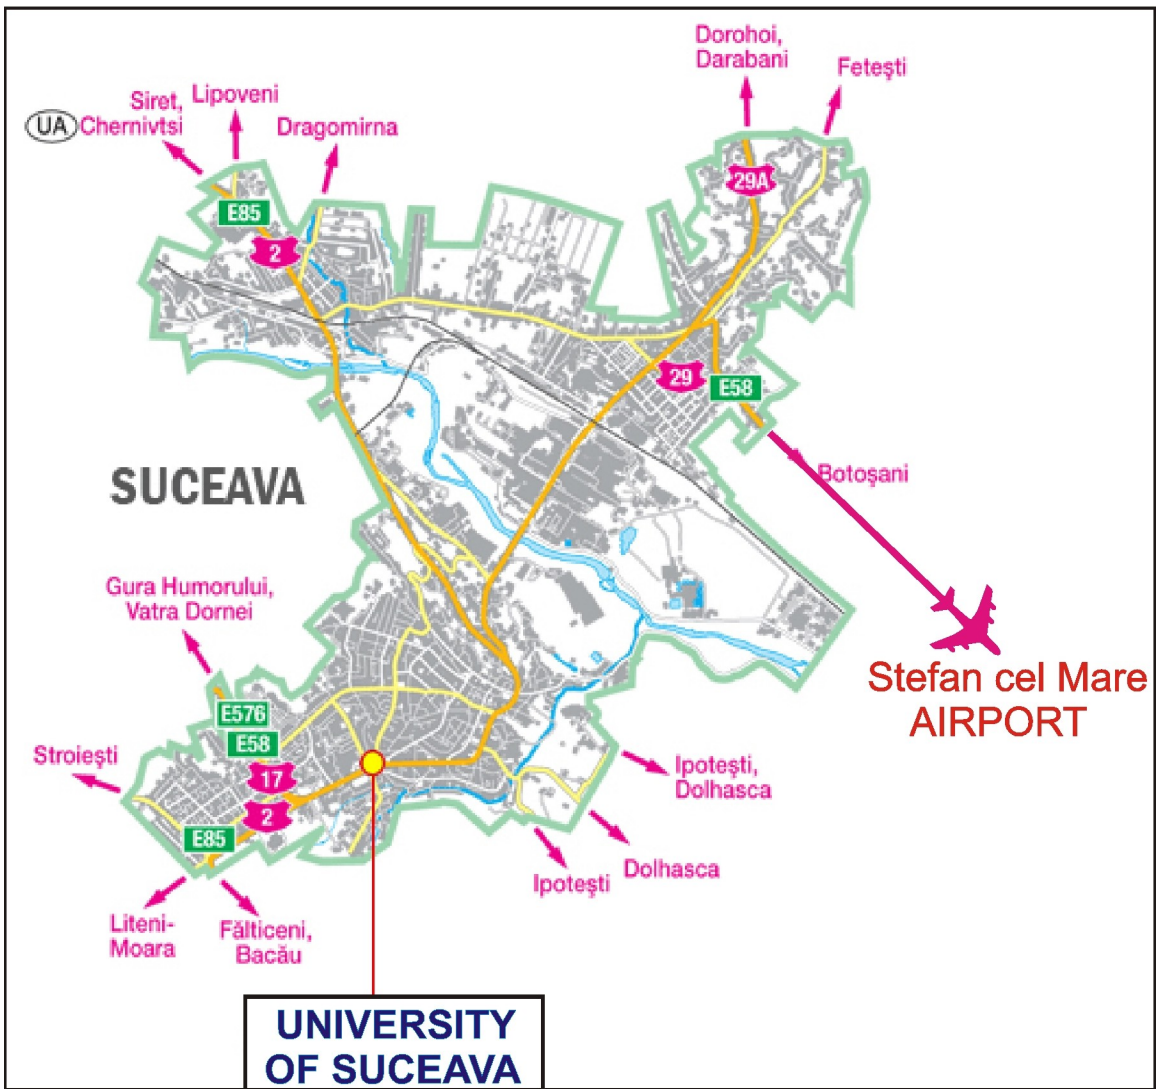 Dorohoi,
Darabani
Feteşti
Siret,
Chernivtsi
UA
Lipoveni
Dragomirna
E85
2
29A
29
E58
Botoşani
SUCEAVA
Stefan cel Mare
AIRPORT
Gura Humorului,
Vatra Dornei
E576
E58
17
2
E85
Stroieşti
Ipoteşti,
Dolhasca
Dolhasca
Ipoteşti
Liteni-
Moara
Fălticeni,
Bacău
UNIVERSITY
OF SUCEAVA